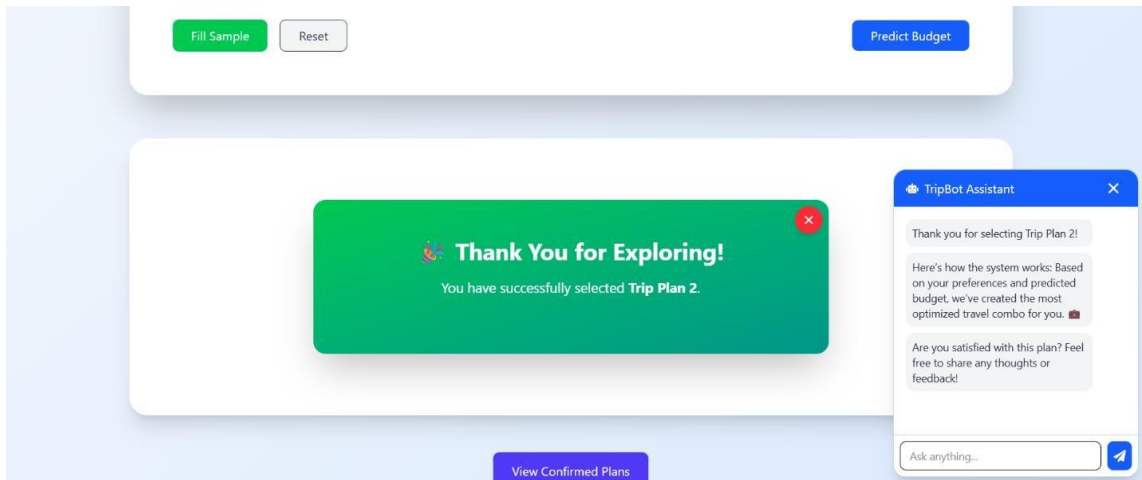 Fill Sample
Reset
Predict Budget
🎉 Thank You for Exploring!
You have successfully selected Trip Plan 2.
View Confirmed Plans
TripBot Assistant
Thank you for selecting Trip Plan 2!
Here's how the system works: Based
on your preferences and predicted
budget, we've created the most
optimized travel combo for you. 💼
Are you satisfied with this plan? Feel
free to share any thoughts or
feedback!
Ask anything...